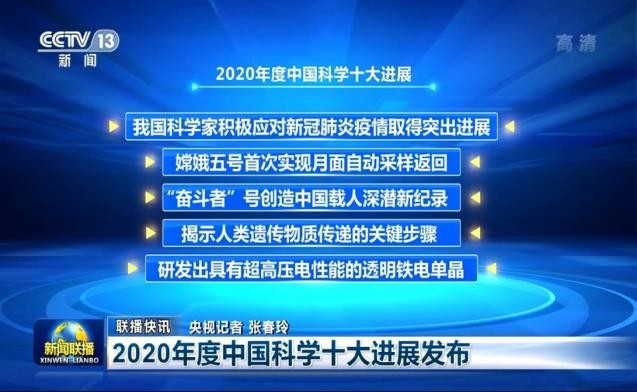 CCTV 13
新闻
高清
2020年度中国科学十大进展
我国科学家积极应对新冠肺炎疫情取得突出进展
嫦娥五号首次实现月面自动采样返回
“奋斗者”号创造中国载人深潜新纪录
揭示人类遗传物质传递的关键步骤
研发出具有超高压电性能的透明铁电单晶
联播快讯 央视记者 张春玲
新闻联播
XINWEN LIANBO
2020年度中国科学十大进展发布